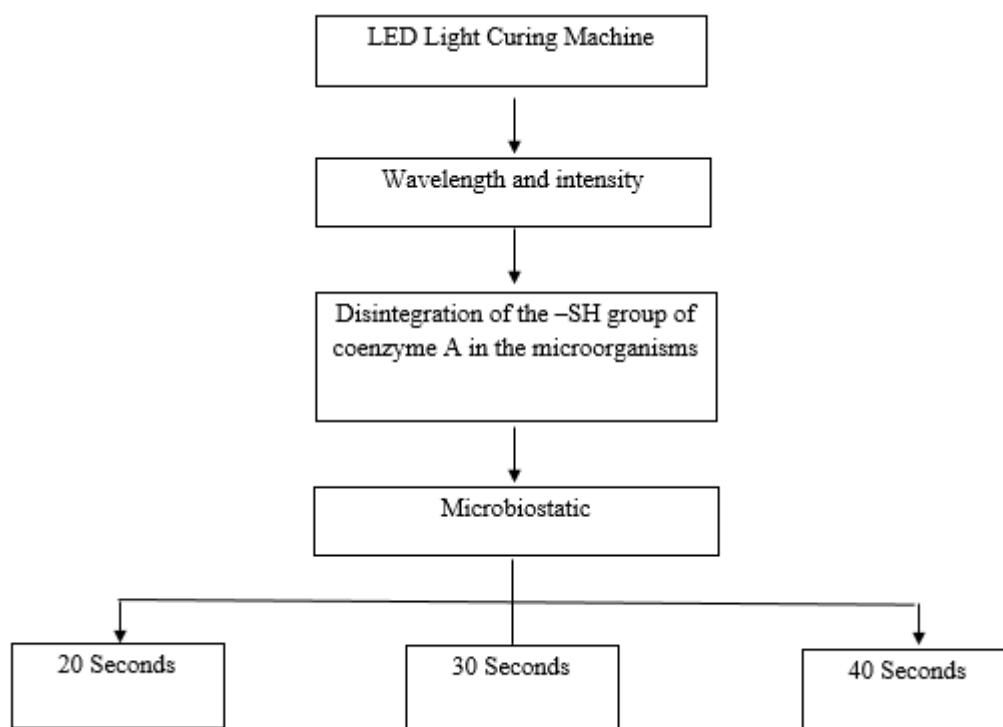 LED Light Curing Machine
Wavelength and intensity
Disintegration of the –SH group of
coenzyme A in the microorganisms
Microbiostatic
20 Seconds
30 Seconds
40 Seconds